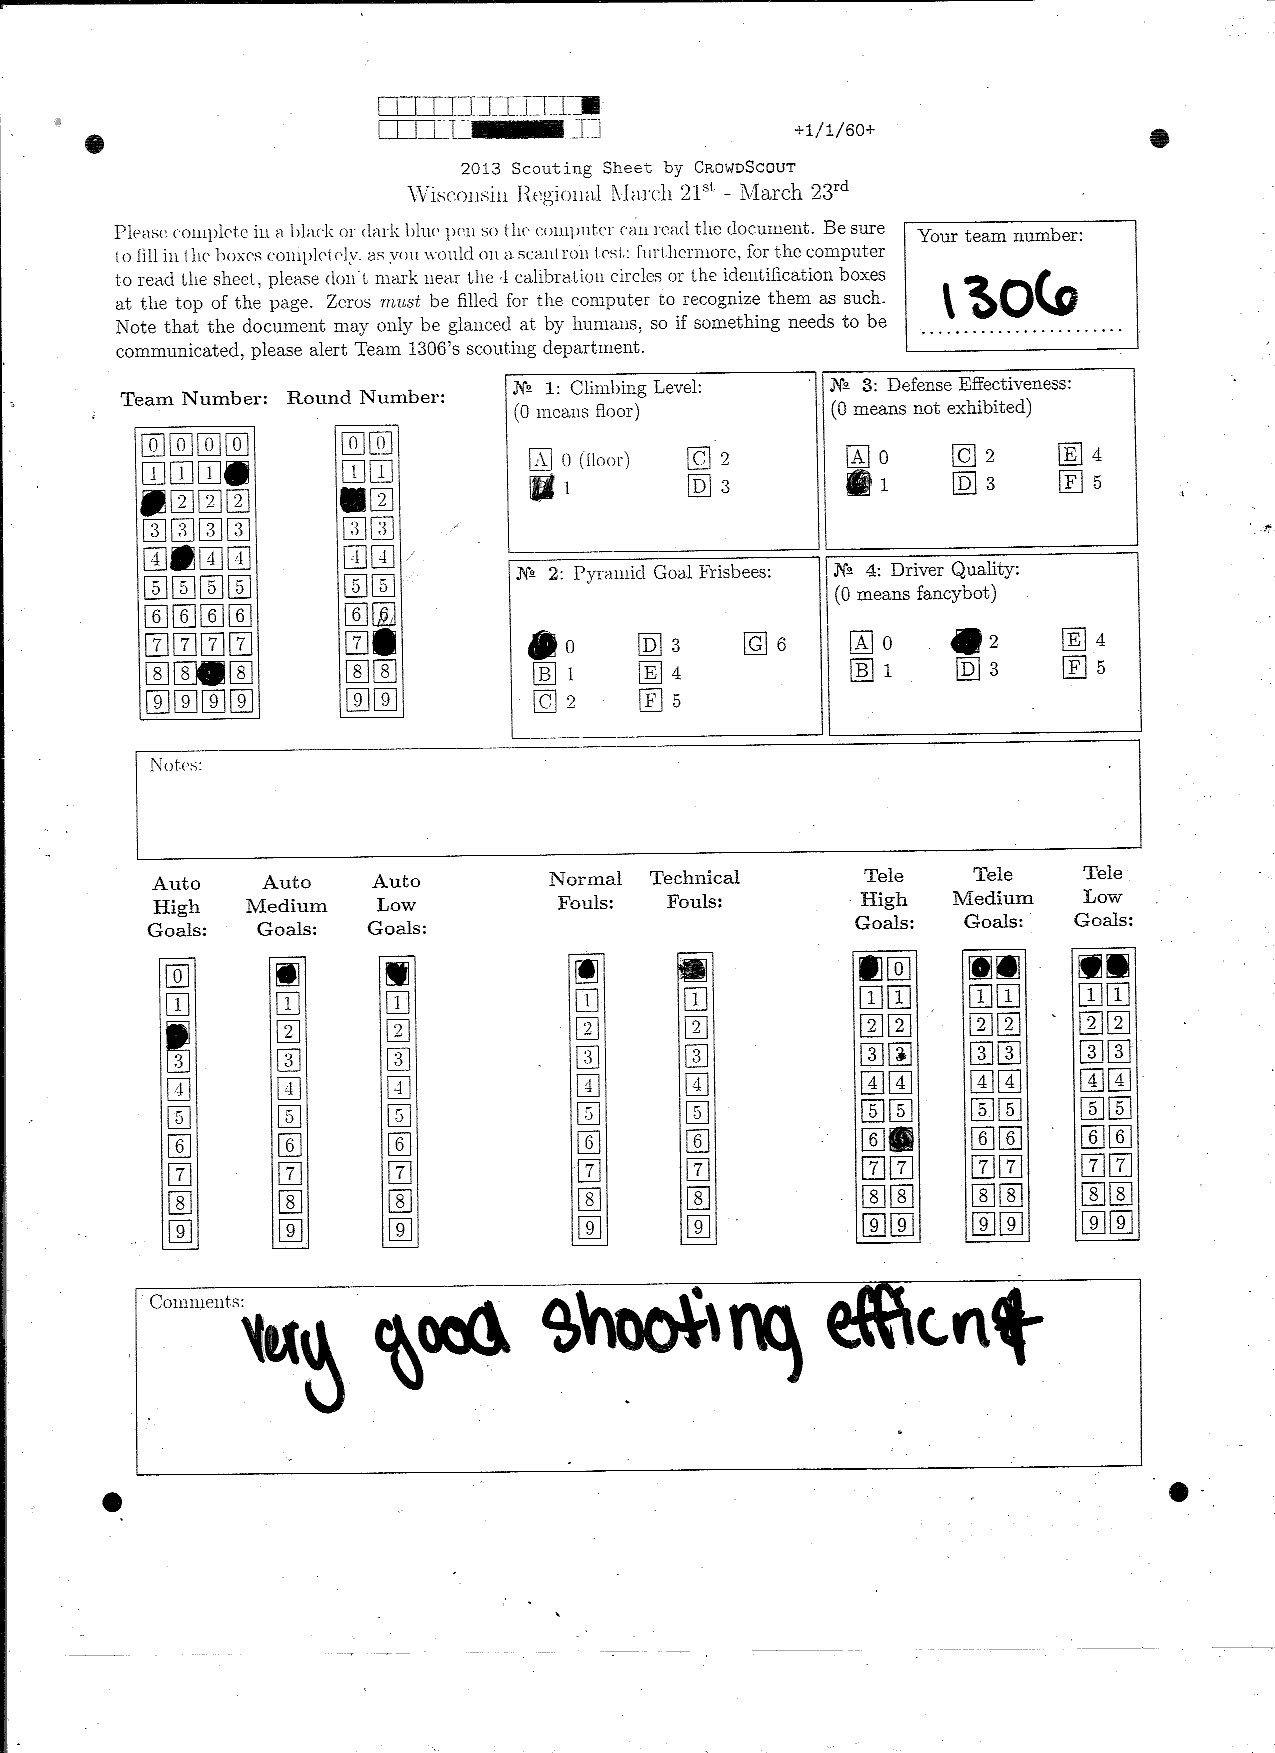 +1/1/60+
2013 Scouting Sheet by CROWDSCOUT
Wisconsin Regional March 21st - March 23rd
Please complete in a black or dark blue pen so the computer can read the document. Be sure
to fill in the boxes completely, as you would on a scantron test; furthermore, for the computer
to read the sheet, please don't mark near the 4 calibration circles or the identification boxes
at the top of the page. Zeros must be filled for the computer to recognize them as such.
Note that the document may only be glanced at by humans, so if something needs to be
communicated, please alert Team 1306's scouting department.
Your team number:
1306
Team Number: Round Number:
0 0 0 0 0 0
1 1 1 1 1
2 2 2 2
3 3 3 3 3 3
4 4 4 4 4
5 5 5 5 5 5
6 6 6 6 6 6
7 7 7 7 7
8 8 8 8 8
9 9 9 9 9 9
№ 1: Climbing Level:
(0 means floor)
A 0 (floor) C 2
1 D 3
№ 3: Defense Effectiveness:
(0 means not exhibited)
A 0 C 2 E 4
1 D 3 F 5
№ 2: Pyramid Goal Frisbees:
0 D 3 G 6
B 1 E 4
C 2 F 5
№ 4: Driver Quality:
(0 means fancybot)
A 0 2 E 4
B 1 D 3 F 5
Notes:
Auto High Goals: Auto Medium Goals: Auto Low Goals: Normal Fouls: Technical Fouls: Tele High Goals: Tele Medium Goals: Tele Low Goals:
0 0
1 1 1 1 1 1 1 1 1 1 1
2 2 2 2 2 2 2 2 2 2
3 3 3 3 3 3 3 3 3 3 3
4 4 4 4 4 4 4 4 4 4 4
5 5 5 5 5 5 5 5 5 5 5
6 6 6 6 6 6 6 6 6 6
7 7 7 7 7 7 7 7 7 7 7
8 8 8 8 8 8 8 8 8 8 8
9 9 9 9 9 9 9 9 9 9 9
Comments:
very good shooting efficnt